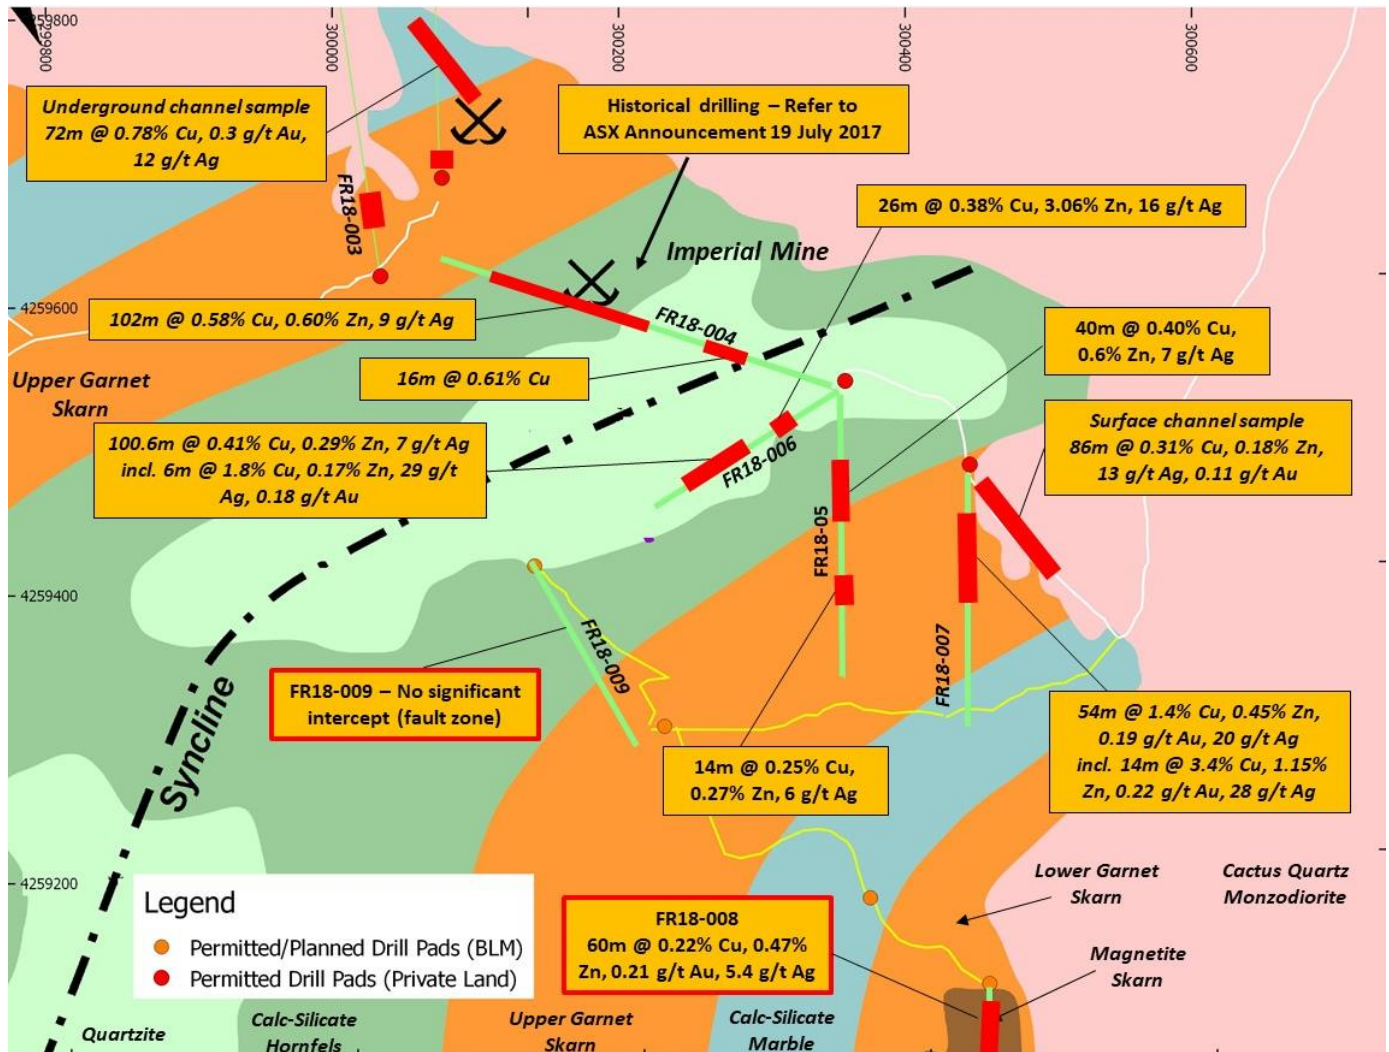 4259800
259800
300000
300200
300400
300600
Underground channel sample
72m @ 0.78% Cu, 0.3 g/t Au,
12 g/t Ag
Historical drilling – Refer to
ASX Announcement 19 July 2017
FR18-003
26m @ 0.38% Cu, 3.06% Zn, 16 g/t Ag
Imperial Mine
4259600
102m @ 0.58% Cu, 0.60% Zn, 9 g/t Ag
FR18-004
40m @ 0.40% Cu,
0.6% Zn, 7 g/t Ag
Upper Garnet
Skarn
16m @ 0.61% Cu
100.6m @ 0.41% Cu, 0.29% Zn, 7 g/t Ag
incl. 6m @ 1.8% Cu, 0.17% Zn, 29 g/t
Ag, 0.18 g/t Au
FR18-006
Surface channel sample
86m @ 0.31% Cu, 0.18% Zn,
13 g/t Ag, 0.11 g/t Au
FR18-05
4259400
FR18-009
FR18-007
FR18-009 – No significant
intercept (fault zone)
Syncline
54m @ 1.4% Cu, 0.45% Zn,
0.19 g/t Au, 20 g/t Ag
incl. 14m @ 3.4% Cu, 1.15%
Zn, 0.22 g/t Au, 28 g/t Ag
14m @ 0.25% Cu,
0.27% Zn, 6 g/t Ag
4259200
Lower Garnet
Skarn
Cactus Quartz
Monzodiorite
Legend
Permitted/Planned Drill Pads (BLM)
Permitted Drill Pads (Private Land)
FR18-008
60m @ 0.22% Cu, 0.47%
Zn, 0.21 g/t Au, 5.4 g/t Ag
Magnetite
Skarn
Quartzite
Calc-Silicate
Hornfels
Upper Garnet
Skarn
Calc-Silicate
Marble